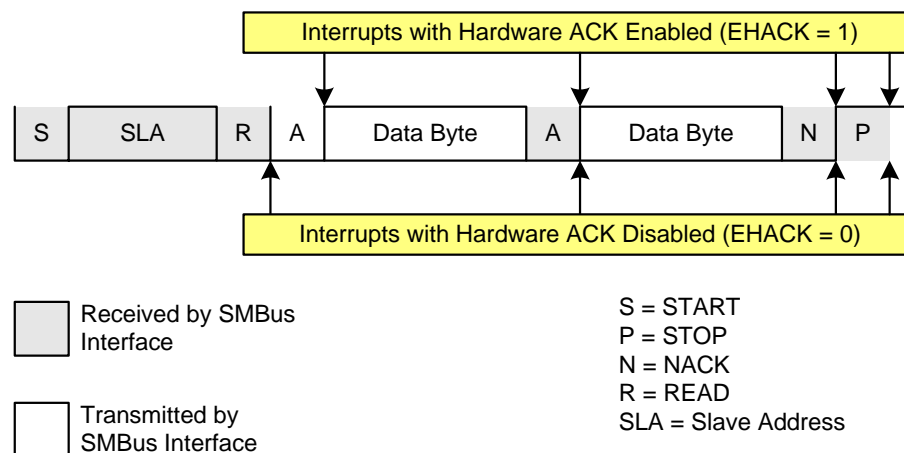 Interrupts with Hardware ACK Enabled (EHACK = 1)
S SLA R A Data Byte A Data Byte N P
Interrupts with Hardware ACK Disabled (EHACK = 0)
Received by SMBus
Interface
Transmitted by
SMBus Interface
S = START
P = STOP
N = NACK
R = READ
SLA = Slave Address